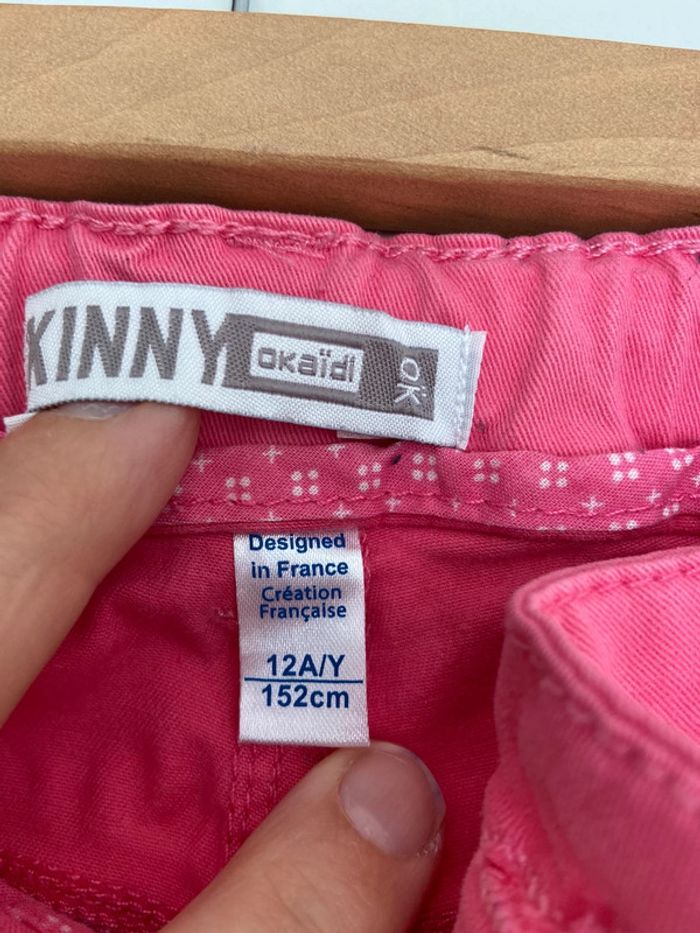 KINNY okaïdi OK
Designed
in France
Création
Française
12A/Y
152cm